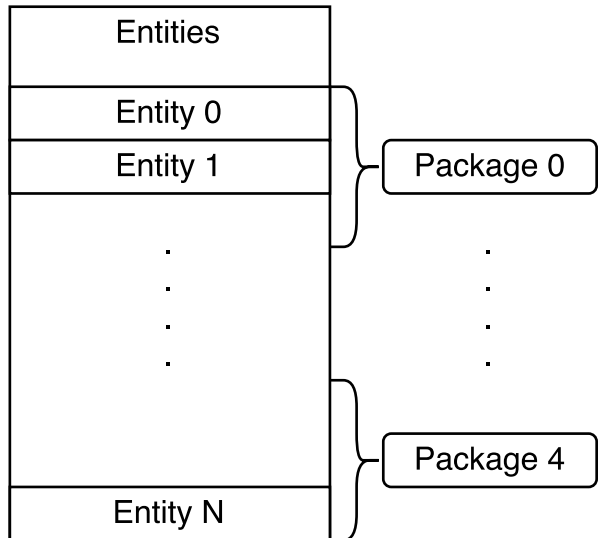 Entities
Entity 0
Entity 1
Package 0
Package 4
Entity N